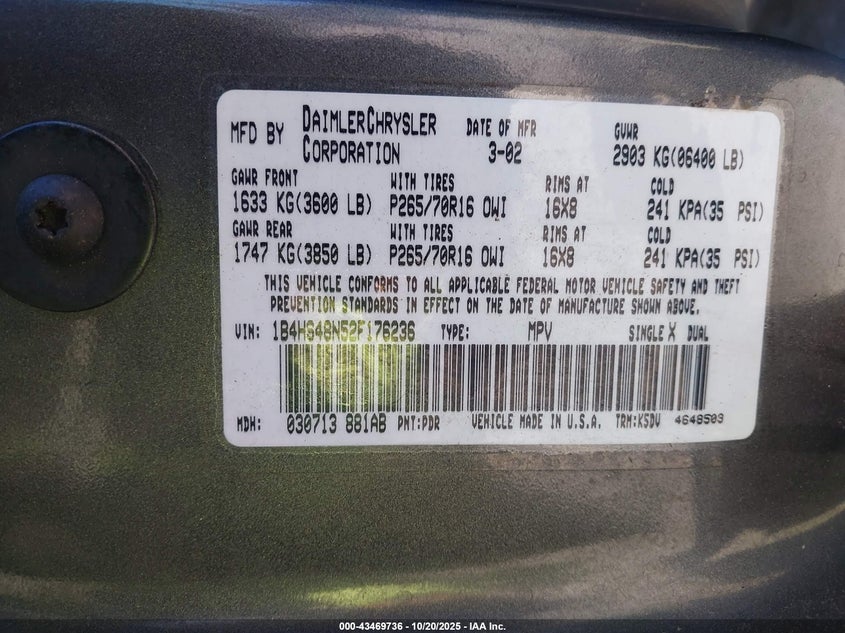 MFD BY DAIMLERCHRYSLER CORPORATION DATE OF MFR 3-02 GVWR 2903 KG(06400 LB)
GAWR FRONT WITH TIRES RIMS AT COLD
1633 KG(3600 LB) P265/70R16 OWI 16X8 241 KPA(35 PSI)
GAWR REAR WITH TIRES RIMS AT COLD
1747 KG(3850 LB) P265/70R16 OWI 16X8 241 KPA(35 PSI)
THIS VEHICLE CONFORMS TO ALL APPLICABLE FEDERAL MOTOR VEHICLE SAFETY AND THEFT
PREVENTION STANDARDS IN EFFECT ON THE DATE OF MANUFACTURE SHOWN ABOVE.
VIN: 1B4HS48N52F176236 TYPE: MPV SINGLE X DUAL
MDH: 030713 881AB PNT:PDR VEHICLE MADE IN U.S.A. TRM:K5DV 4648503
000-43469736 - 10/20/2025 - IAA Inc.